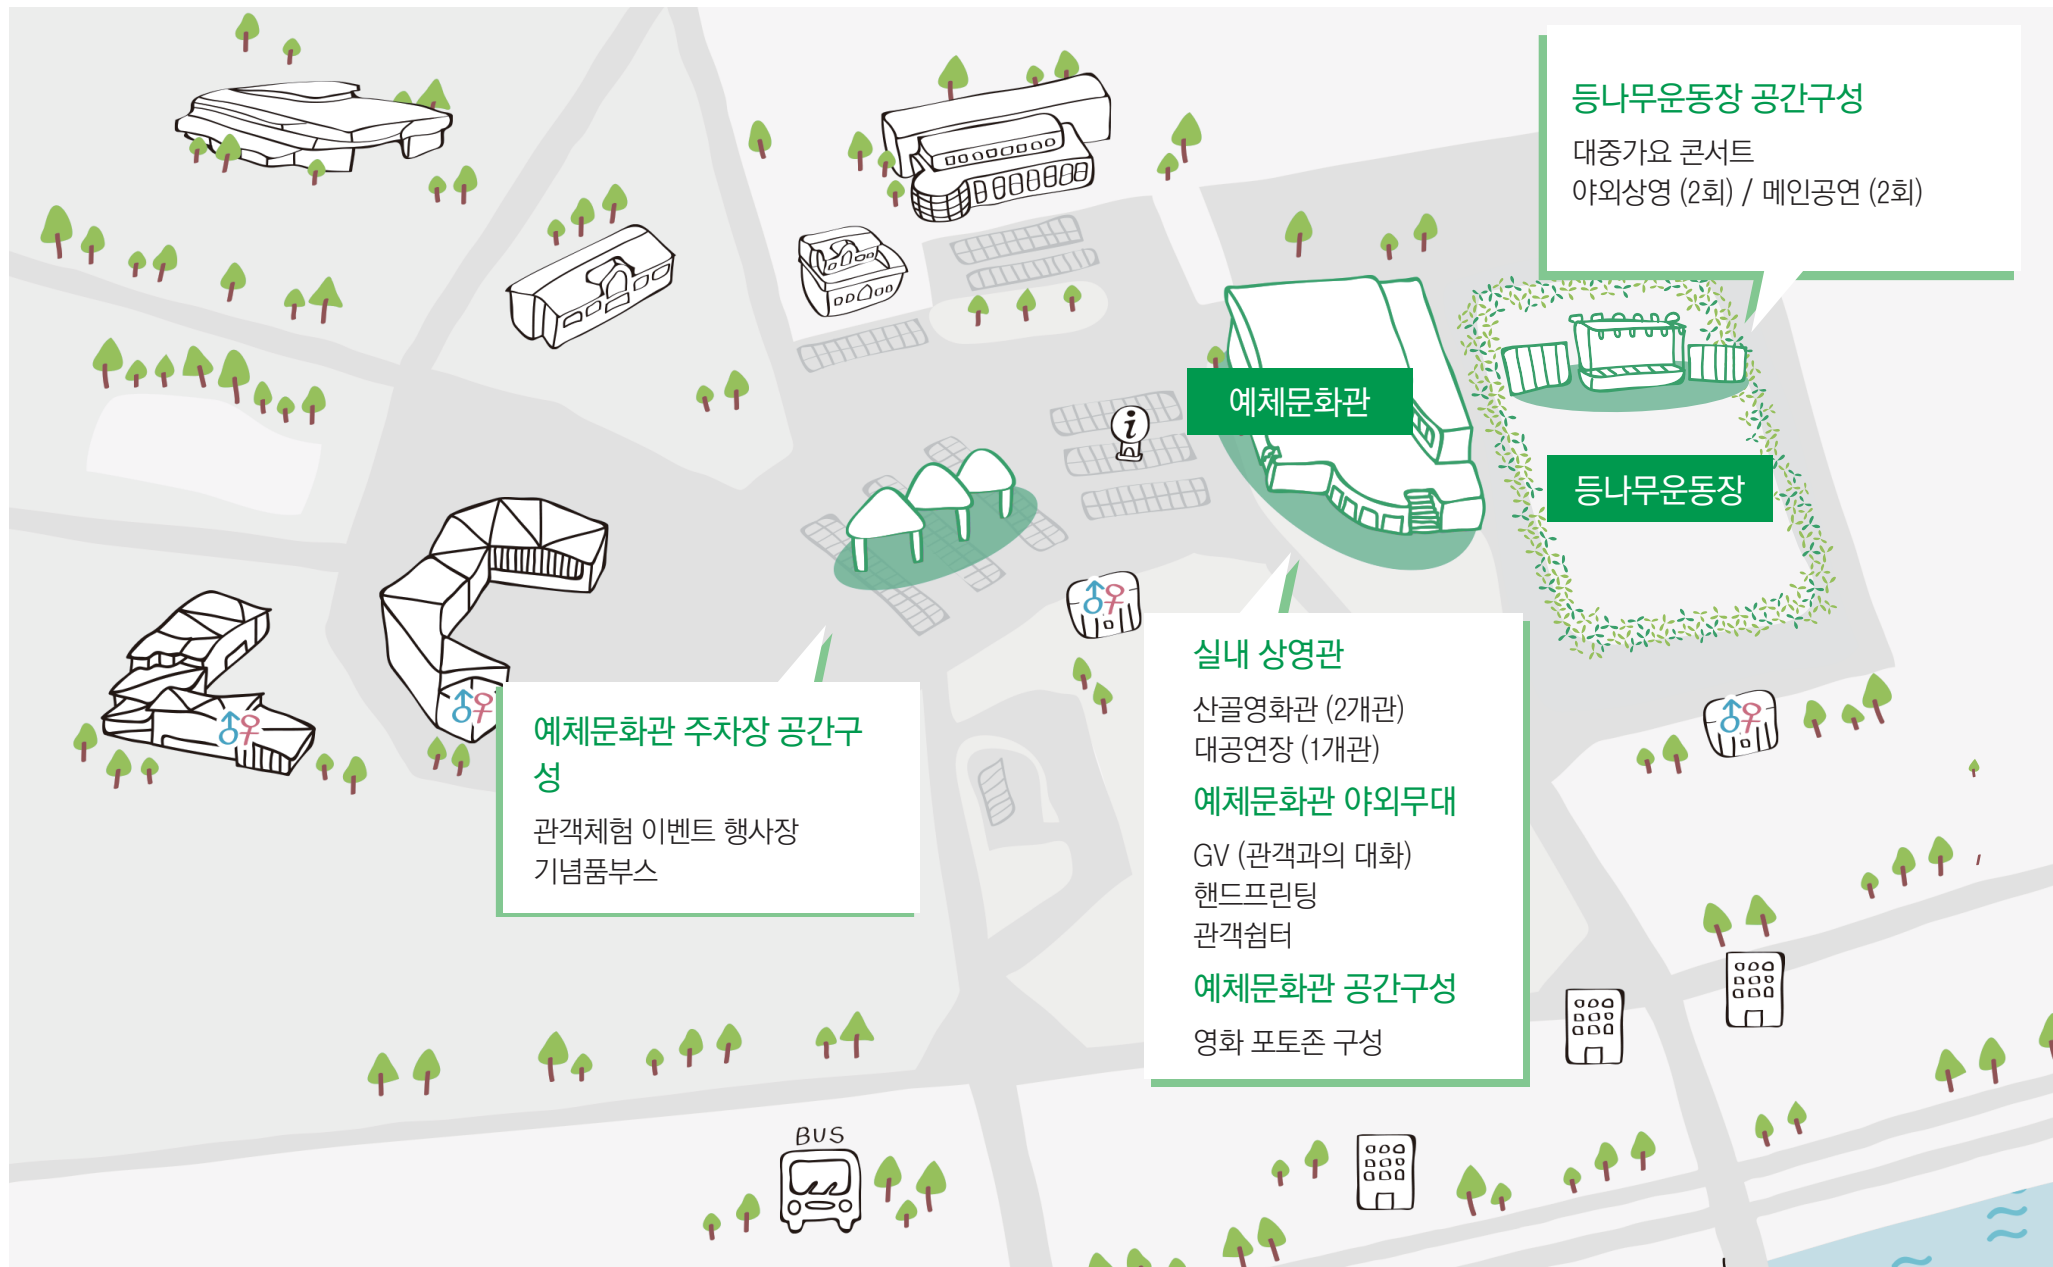 등나무운동장 공간구성
대중가요 콘서트
야외상영 (2회) / 메인공연 (2회)
예체문화관
등나무운동장
실내 상영관
산골영화관 (2개관)
대공연장 (1개관)
예체문화관 야외무대
GV (관객과의 대화)
핸드프린팅
관객쉼터
예체문화관 공간구성
영화 포토존 구성
예체문화관 주차장 공간구
성
관객체험 이벤트 행사장
기념품부스
i
BUS